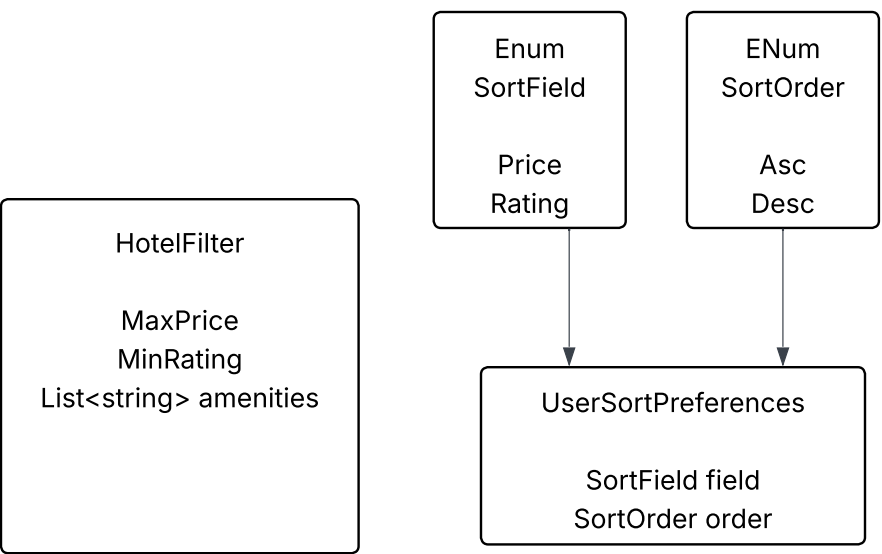 Enum
SortField
Price
Rating
ENum
SortOrder
Asc
Desc
HotelFilter
MaxPrice
MinRating
List<string> amenities
UserSortPreferences
SortField field
SortOrder order